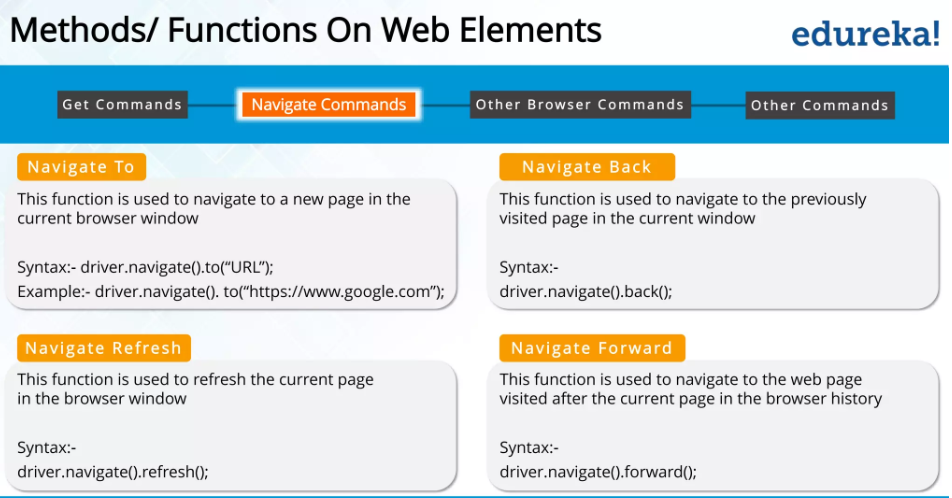 Methods/ Functions On Web Elements
edureka!
Get Commands
Navigate Commands
Other Browser Commands
Other Commands
Navigate To
This function is used to navigate to a new page in the
current browser window
Syntax:- driver.navigate().to(“URL”);
Example:- driver.navigate(). to(“https://www.google.com”);
Navigate Back
This function is used to navigate to the previously
visited page in the current window
Syntax:-
driver.navigate().back();
Navigate Refresh
This function is used to refresh the current page
in the browser window
Syntax:-
driver.navigate().refresh();
Navigate Forward
This function is used to navigate to the web page
visited after the current page in the browser history
Syntax:-
driver.navigate().forward();